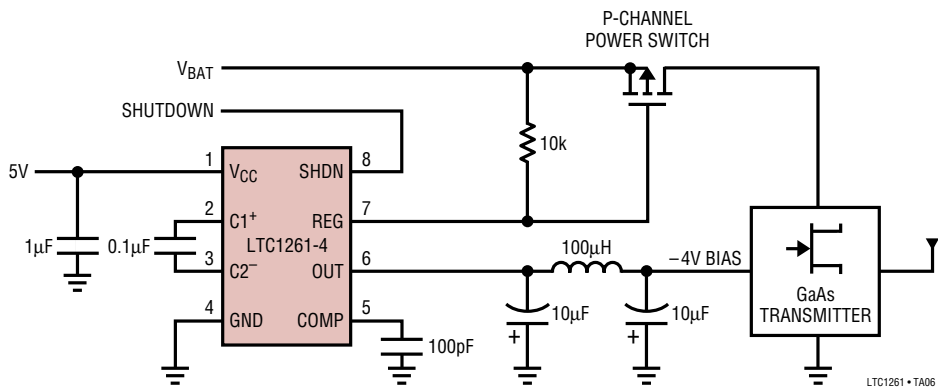 P-CHANNEL
POWER SWITCH
VBAT
SHUTDOWN
10k
5V
1
VCC
SHDN
8
2
C1+
REG
7
1µF
0.1µF
LTC1261-4
100µH
–4V BIAS
3
C2–
OUT
6
4
GND
COMP
5
10µF
+
10µF
+
100pF
GaAs
TRANSMITTER
LTC1261 • TA06